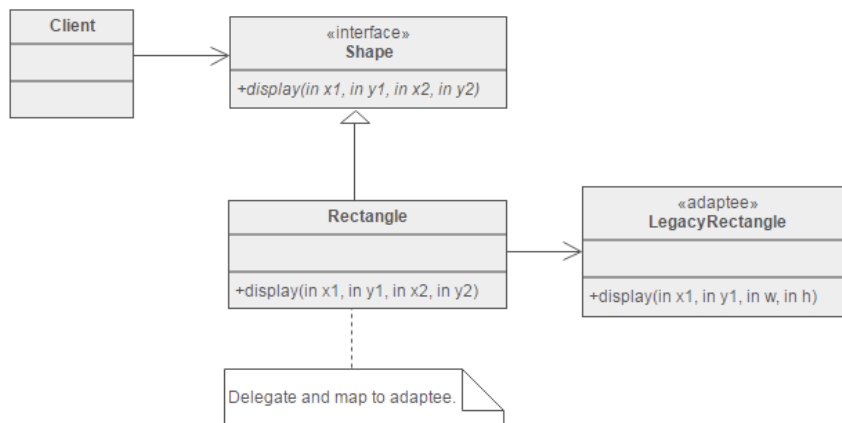 Client
«interface»
Shape
+display(in x1, in y1, in x2, in y2)
Rectangle
+display(in x1, in y1, in x2, in y2)
«adaptee»
LegacyRectangle
+display(in x1, in y1, in w, in h)
Delegate and map to adaptee.